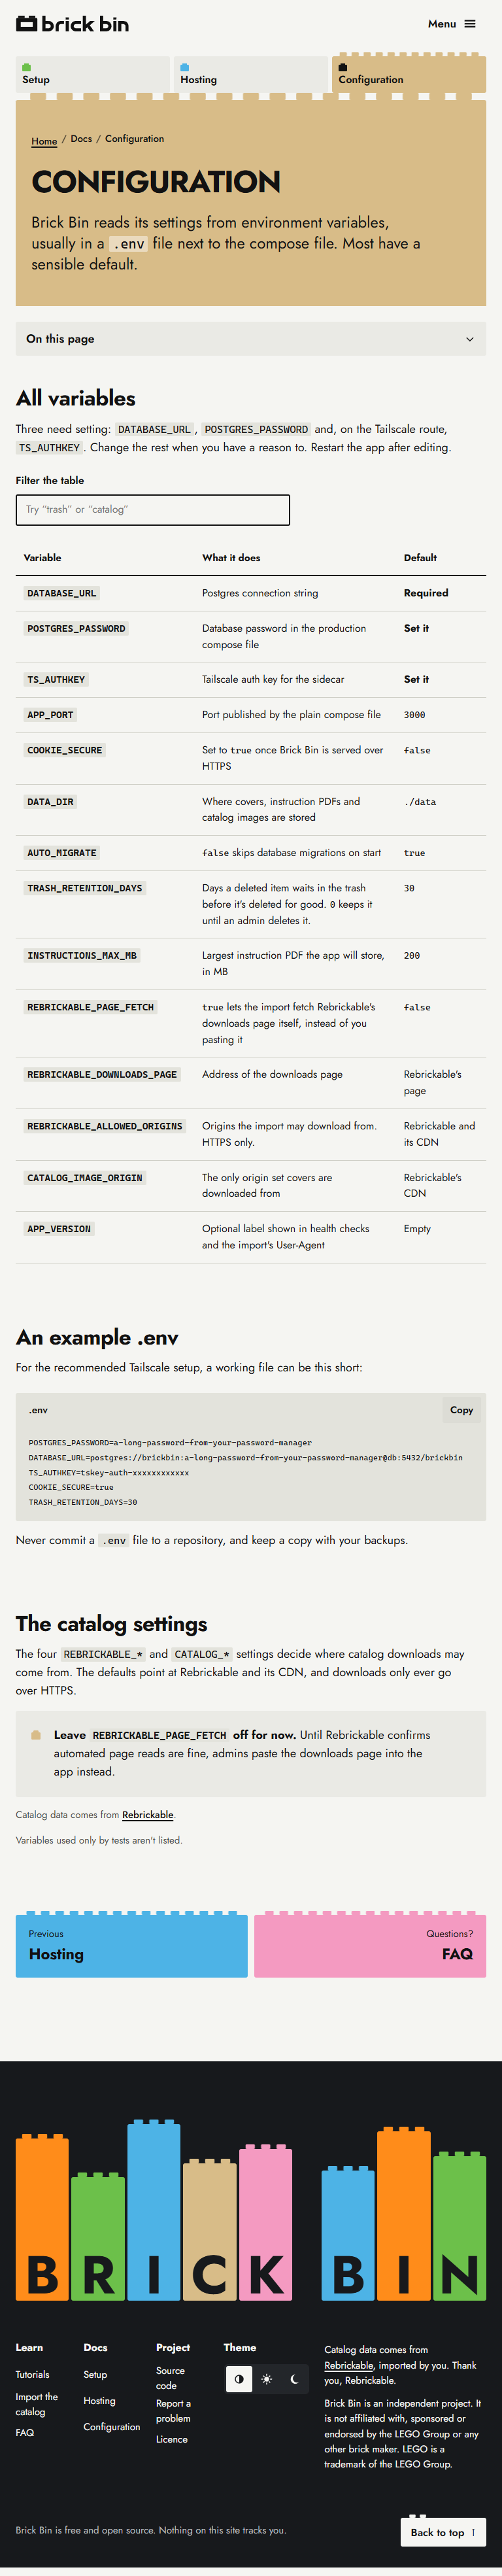 brick bin
Menu
Setup
Hosting
Configuration
Home / Docs / Configuration
CONFIGURATION
Brick Bin reads its settings from environment variables,
usually in a .env file next to the compose file. Most have a
sensible default.
On this page
All variables
Three need setting: DATABASE_URL, POSTGRES_PASSWORD and, on the Tailscale route,
TS_AUTHKEY. Change the rest when you have a reason to. Restart the app after editing.
Filter the table
Try “trash” or “catalog”
Variable What it does Default
DATABASE_URL Postgres connection string Required
POSTGRES_PASSWORD Database password in the production Set it
compose file
TS_AUTHKEY Tailscale auth key for the sidecar Set it
APP_PORT Port published by the plain compose file 3000
COOKIE_SECURE Set to true once Brick Bin is served over false
HTTPS
DATA_DIR Where covers, instruction PDFs and ./data
catalog images are stored
AUTO_MIGRATE false skips database migrations on start true
TRASH_RETENTION_DAYS Days a deleted item waits in the trash 30
before it's deleted for good. 0 keeps it
until an admin deletes it.
INSTRUCTIONS_MAX_MB Largest instruction PDF the app will store, 200
in MB
REBRICKABLE_PAGE_FETCH true lets the import fetch Rebrickable's false
downloads page itself, instead of you
pasting it
REBRICKABLE_DOWNLOADS_PAGE Address of the downloads page Rebrickable's
page
REBRICKABLE_ALLOWED_ORIGINS Origins the import may download from. Rebrickable and
HTTPS only. its CDN
CATALOG_IMAGE_ORIGIN The only origin set covers are Rebrickable's
downloaded from CDN
APP_VERSION Optional label shown in health checks Empty
and the import's User-Agent
An example .env
For the recommended Tailscale setup, a working file can be this short:
.env Copy
POSTGRES_PASSWORD=a-long-password-from-your-password-manager
DATABASE_URL=postgres://brickbin:a-long-password-from-your-password-manager@db:5432/brickbin
TS_AUTHKEY=tskey-auth-xxxxxxxxxxxx
COOKIE_SECURE=true
TRASH_RETENTION_DAYS=30
Never commit a .env file to a repository, and keep a copy with your backups.
The catalog settings
The four REBRICKABLE_* and CATALOG_* settings decide where catalog downloads may
come from. The defaults point at Rebrickable and its CDN, and downloads only ever go
over HTTPS.
Leave REBRICKABLE_PAGE_FETCH off for now. Until Rebrickable confirms
automated page reads are fine, admins paste the downloads page into the
app instead.
Catalog data comes from Rebrickable.
Variables used only by tests aren't listed.
Previous
Hosting
Questions?
FAQ
BRICK BIN
Learn
Tutorials
Import the
catalog
FAQ
Docs
Setup
Hosting
Configuration
Project
Source
code
Report a
problem
Licence
Theme
Catalog data comes from
Rebrickable, imported by you. Thank
you, Rebrickable.
Brick Bin is an independent project. It
is not affiliated with, sponsored or
endorsed by the LEGO Group or any
other brick maker. LEGO is a
trademark of the LEGO Group.
Brick Bin is free and open source. Nothing on this site tracks you.
Back to top ↑